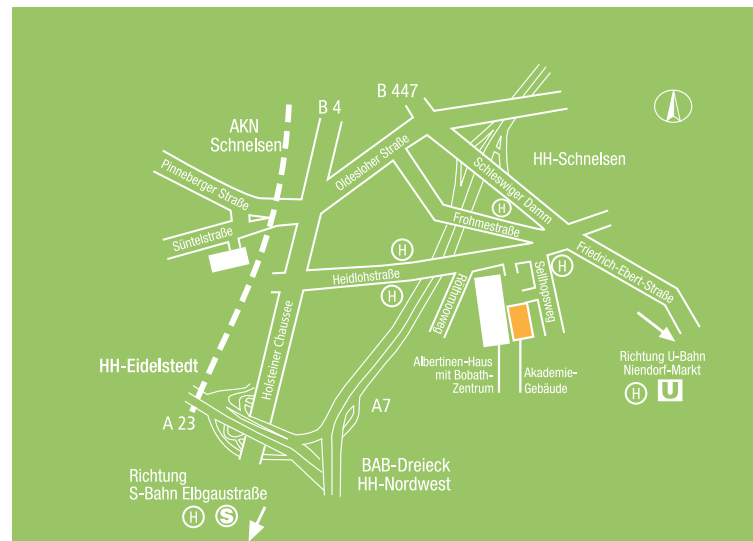 B 447
B 4
AKN
Schnelsen
Oldesloher Straße
HH-Schnelsen
Pinneberger Straße
Schleswiger Damm
H
Frohmestraße
Süntelstraße
H
Heidlohstraße
H
H
Friedrich-Ebert-Straße
Sellhopsweg
Rothmooweg
Holsteiner Chaussee
HH-Eidelstedt
Albertinen-Haus
mit Bobath-
Zentrum
Akademie-
Gebäude
Richtung U-Bahn
Niendorf-Markt
H U
A7
A 23
BAB-Dreieck
HH-Nordwest
Richtung
S-Bahn Elbgaustraße
H S